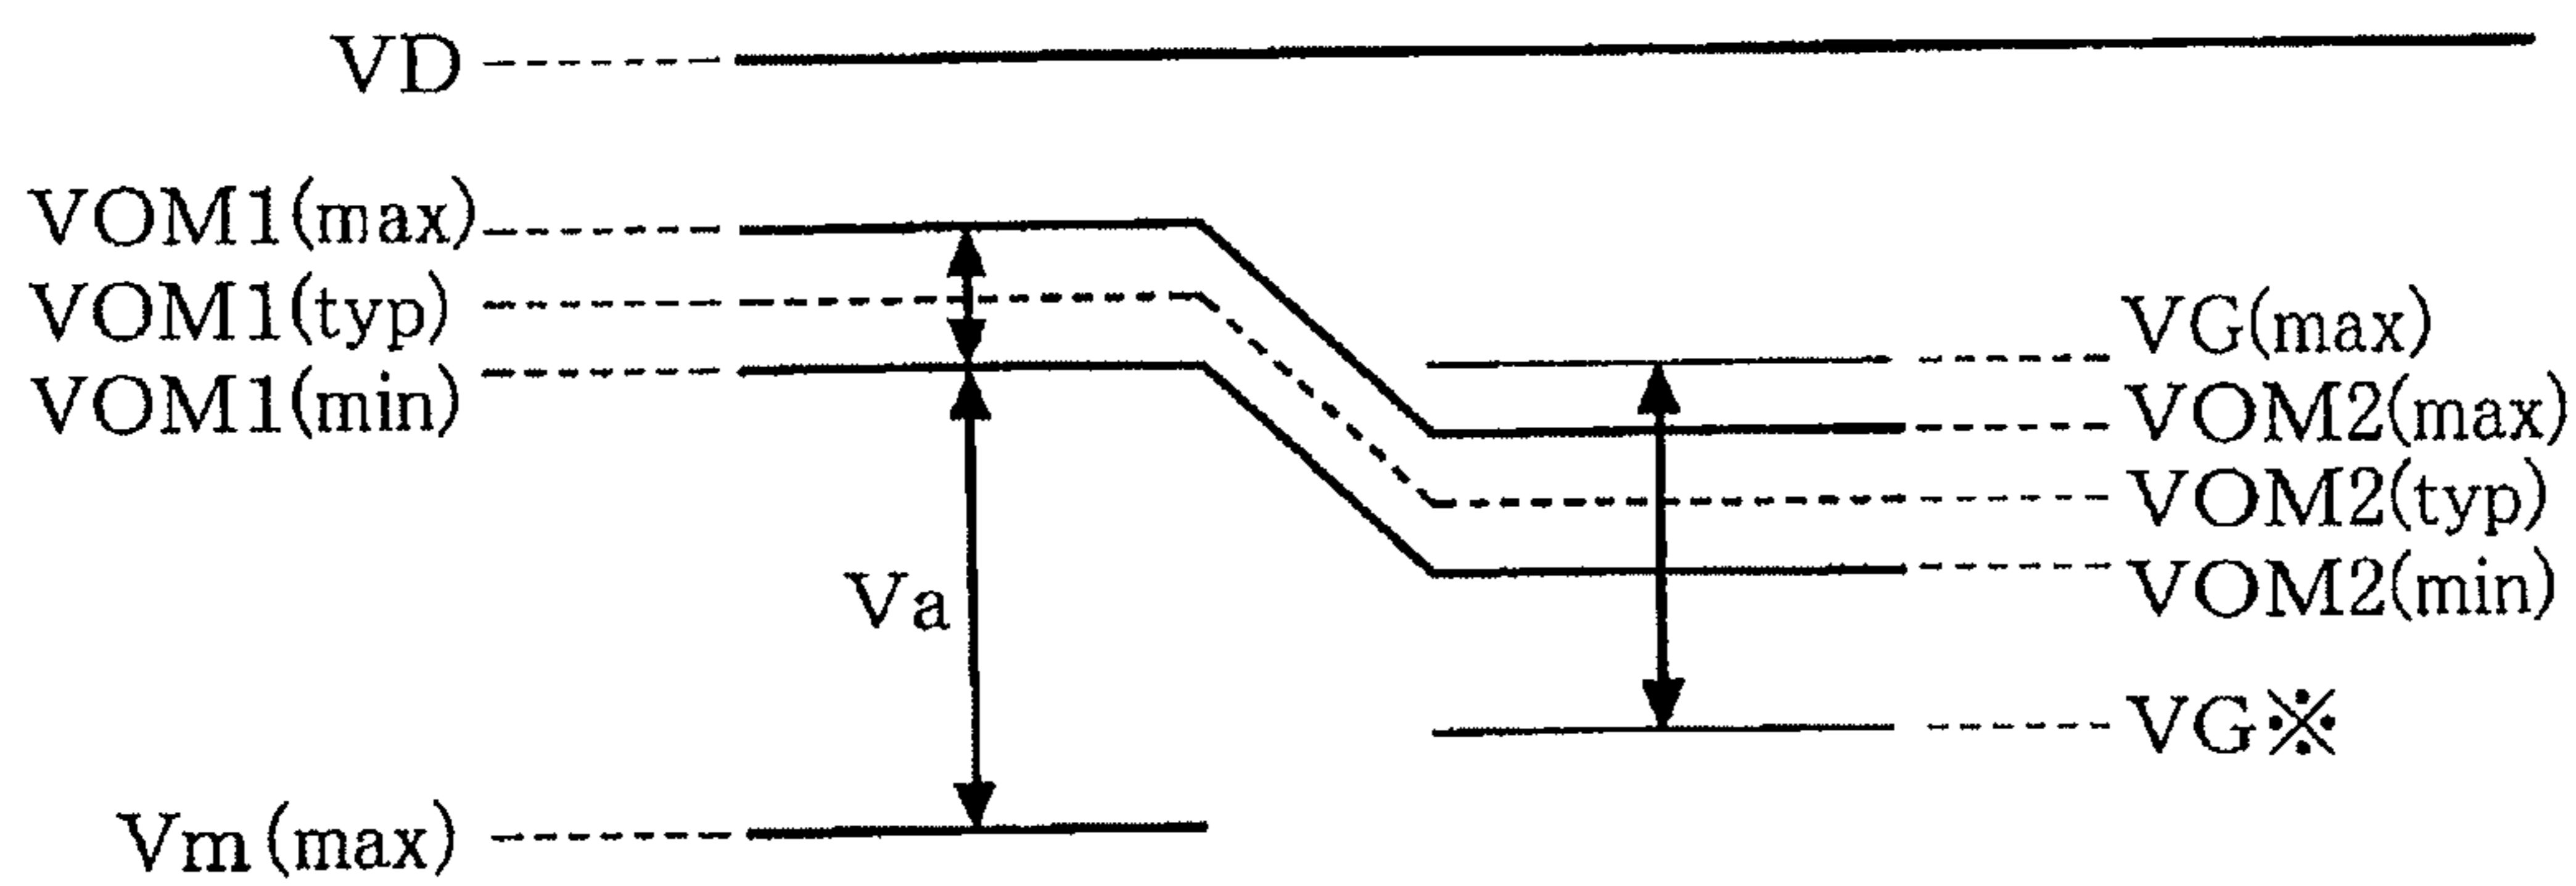 VD
VOM1(max)
VOM1(typ)
VOM1(min)
Va
Vm(max)
VG(max)
VOM2(max)
VOM2(typ)
VOM2(min)
VG※